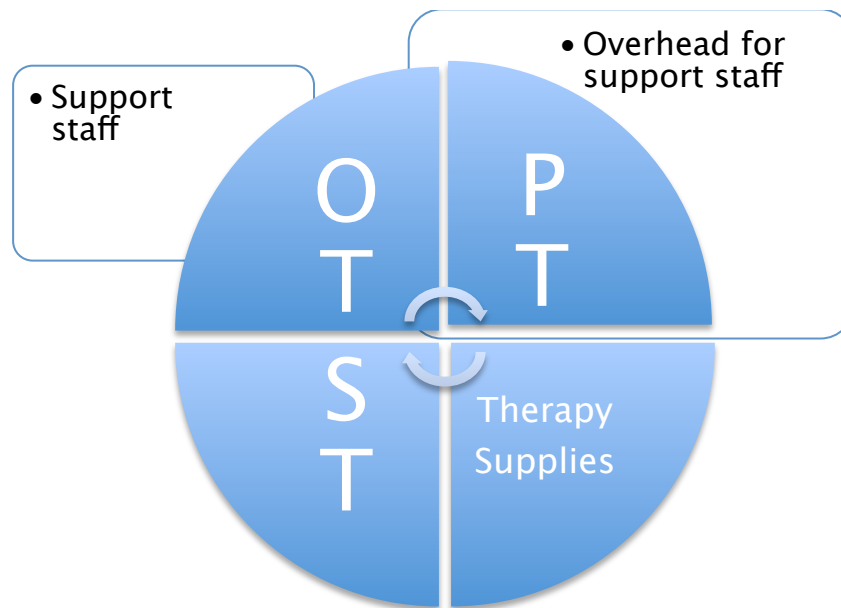 • Support
staff
• Overhead for
support staff
O
T
P
T
S
T
Therapy
Supplies